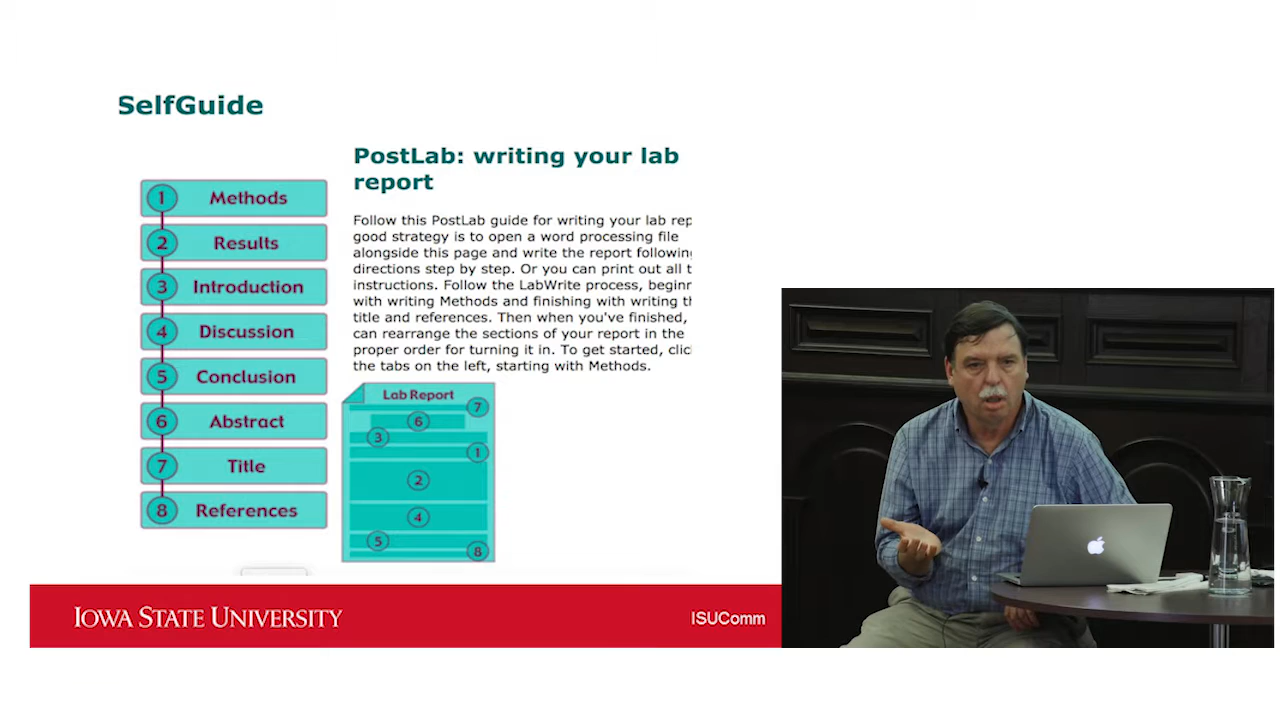 SelfGuide
1 Methods
2 Results
3 Introduction
4 Discussion
5 Conclusion
6 Abstract
7 Title
8 References
PostLab: writing your lab
report
Follow this PostLab guide for writing your lab rep
good strategy is to open a word processing file
alongside this page and write the report following
directions step by step. Or you can print out all t
instructions. Follow the LabWrite process, beginn
with writing Methods and finishing with writing th
title and references. Then when you've finished,
can rearrange the sections of your report in the
proper order for turning it in. To get started, clic
the tabs on the left, starting with Methods.
Lab Report
7
6
3
1
2
4
5
8
IOWA STATE UNIVERSITY
ISUComm